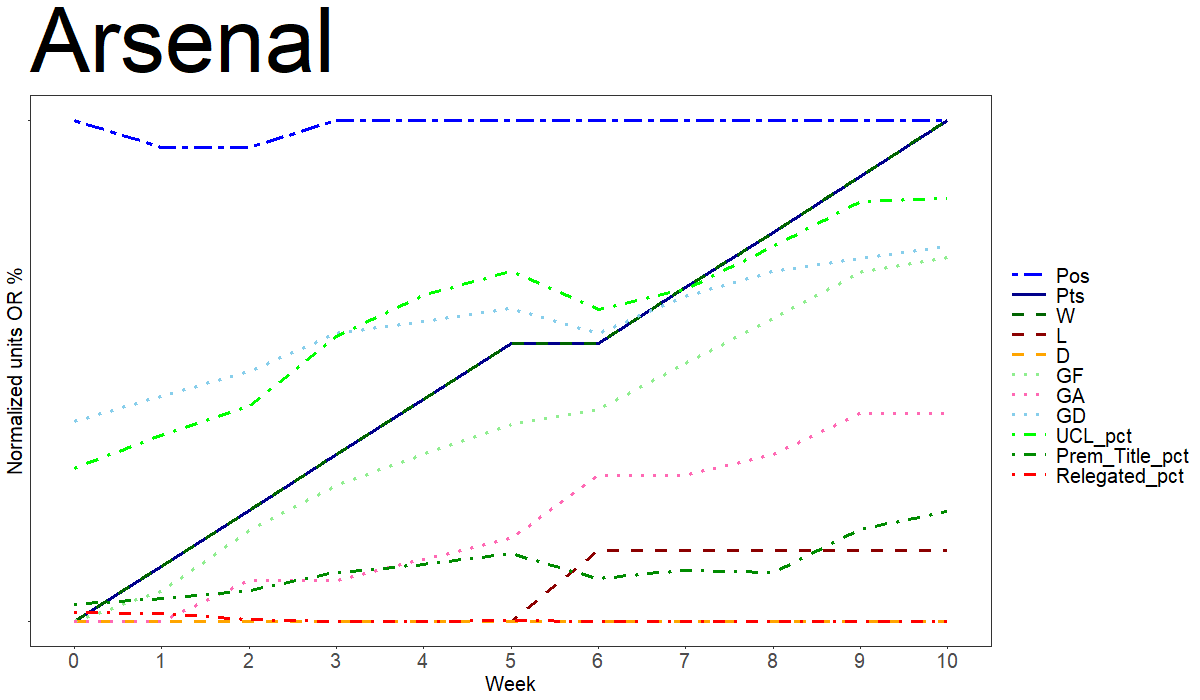 Arsenal
Normalized units OR %
Pos
Pts
W
L
D
GF
GA
GD
UCL_pct
Prem_Title_pct
Relegated_pct
0 1 2 3 4 5 6 7 8 9 10
Week